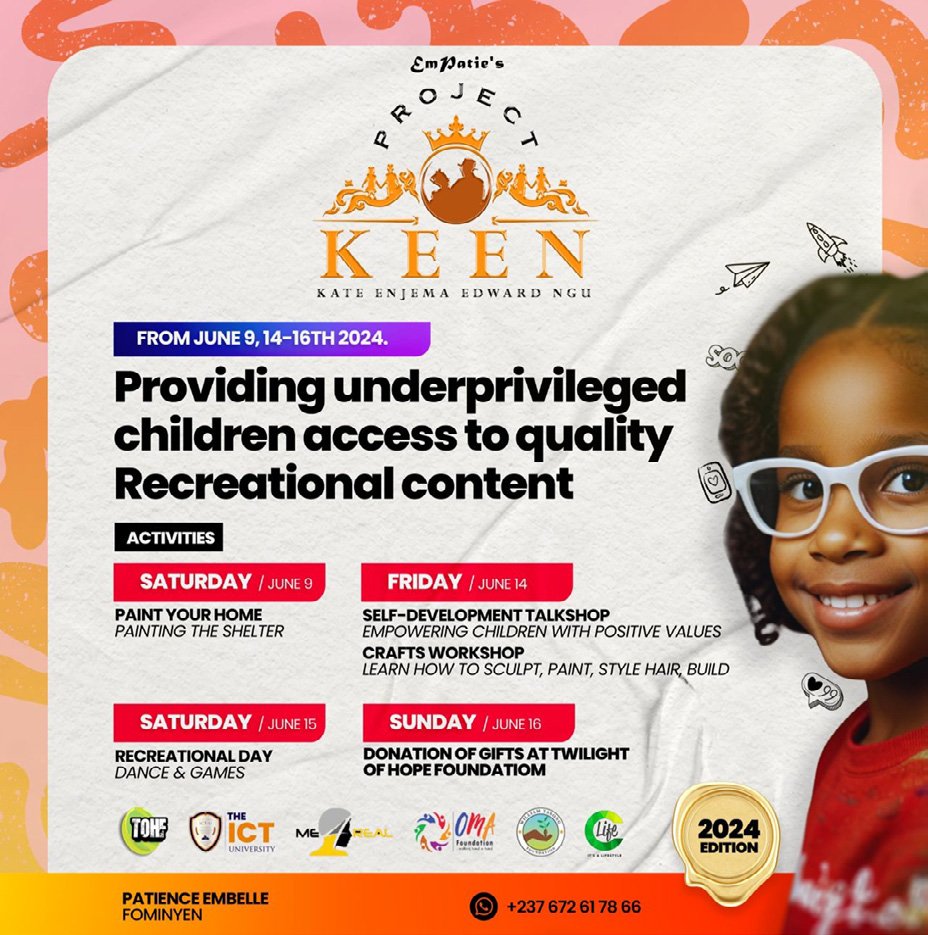 EmPatie's
PROJECT
KEEN
KATE ENJEMA EDWARD NGU
FROM JUNE 9, 14-16TH 2024.
Providing underprivileged
children access to quality
Recreational content
ACTIVITIES
SATURDAY / JUNE 9
PAINT YOUR HOME
PAINTING THE SHELTER
FRIDAY / JUNE 14
SELF-DEVELOPMENT TALKSHOP
EMPOWERING CHILDREN WITH POSITIVE VALUES
CRAFTS WORKSHOP
LEARN HOW TO SCULPT, PAINT, STYLE HAIR, BUILD
SATURDAY / JUNE 15
RECREATIONAL DAY
DANCE & GAMES
SUNDAY / JUNE 16
DONATION OF GIFTS AT TWILIGHT
OF HOPE FOUNDATIOM
TOHF
THE
ICT
UNIVERSITY
ME4REAL
OMA
Foundation
Life
IT'S A LIFESTYLE
2024
EDITION
PATIENCE EMBELLE
FOMINYEN
+237 672 61 78 66